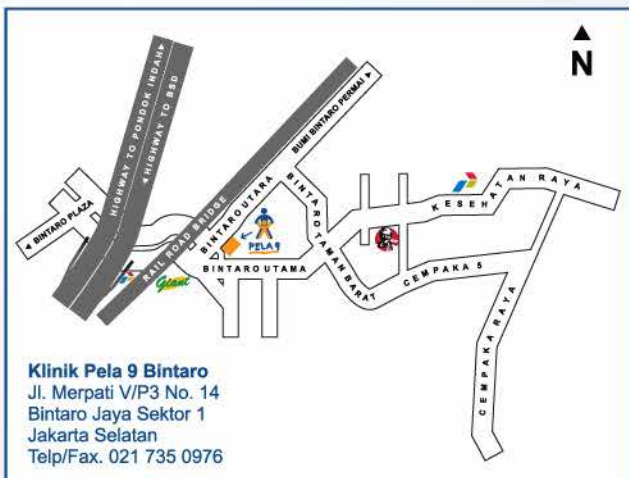 N
HIGHWAY TO PONDOK INDAH
HIGHWAY TO BSD
BUMI BINTARO PERMAI
RAIL ROAD BRIDGE
BINTARO UTARA
BINTARO PLAZA
PELA 9
BINTARO UTAMA
BINTARO TAMAN BARAT
KESEHATAN RAYA
CEMPAKA 5
CEMPAKA RAYA
Giant
Klinik Pela 9 Bintaro
Jl. Merpati V/P3 No. 14
Bintaro Jaya Sektor 1
Jakarta Selatan
Telp/Fax. 021 735 0976